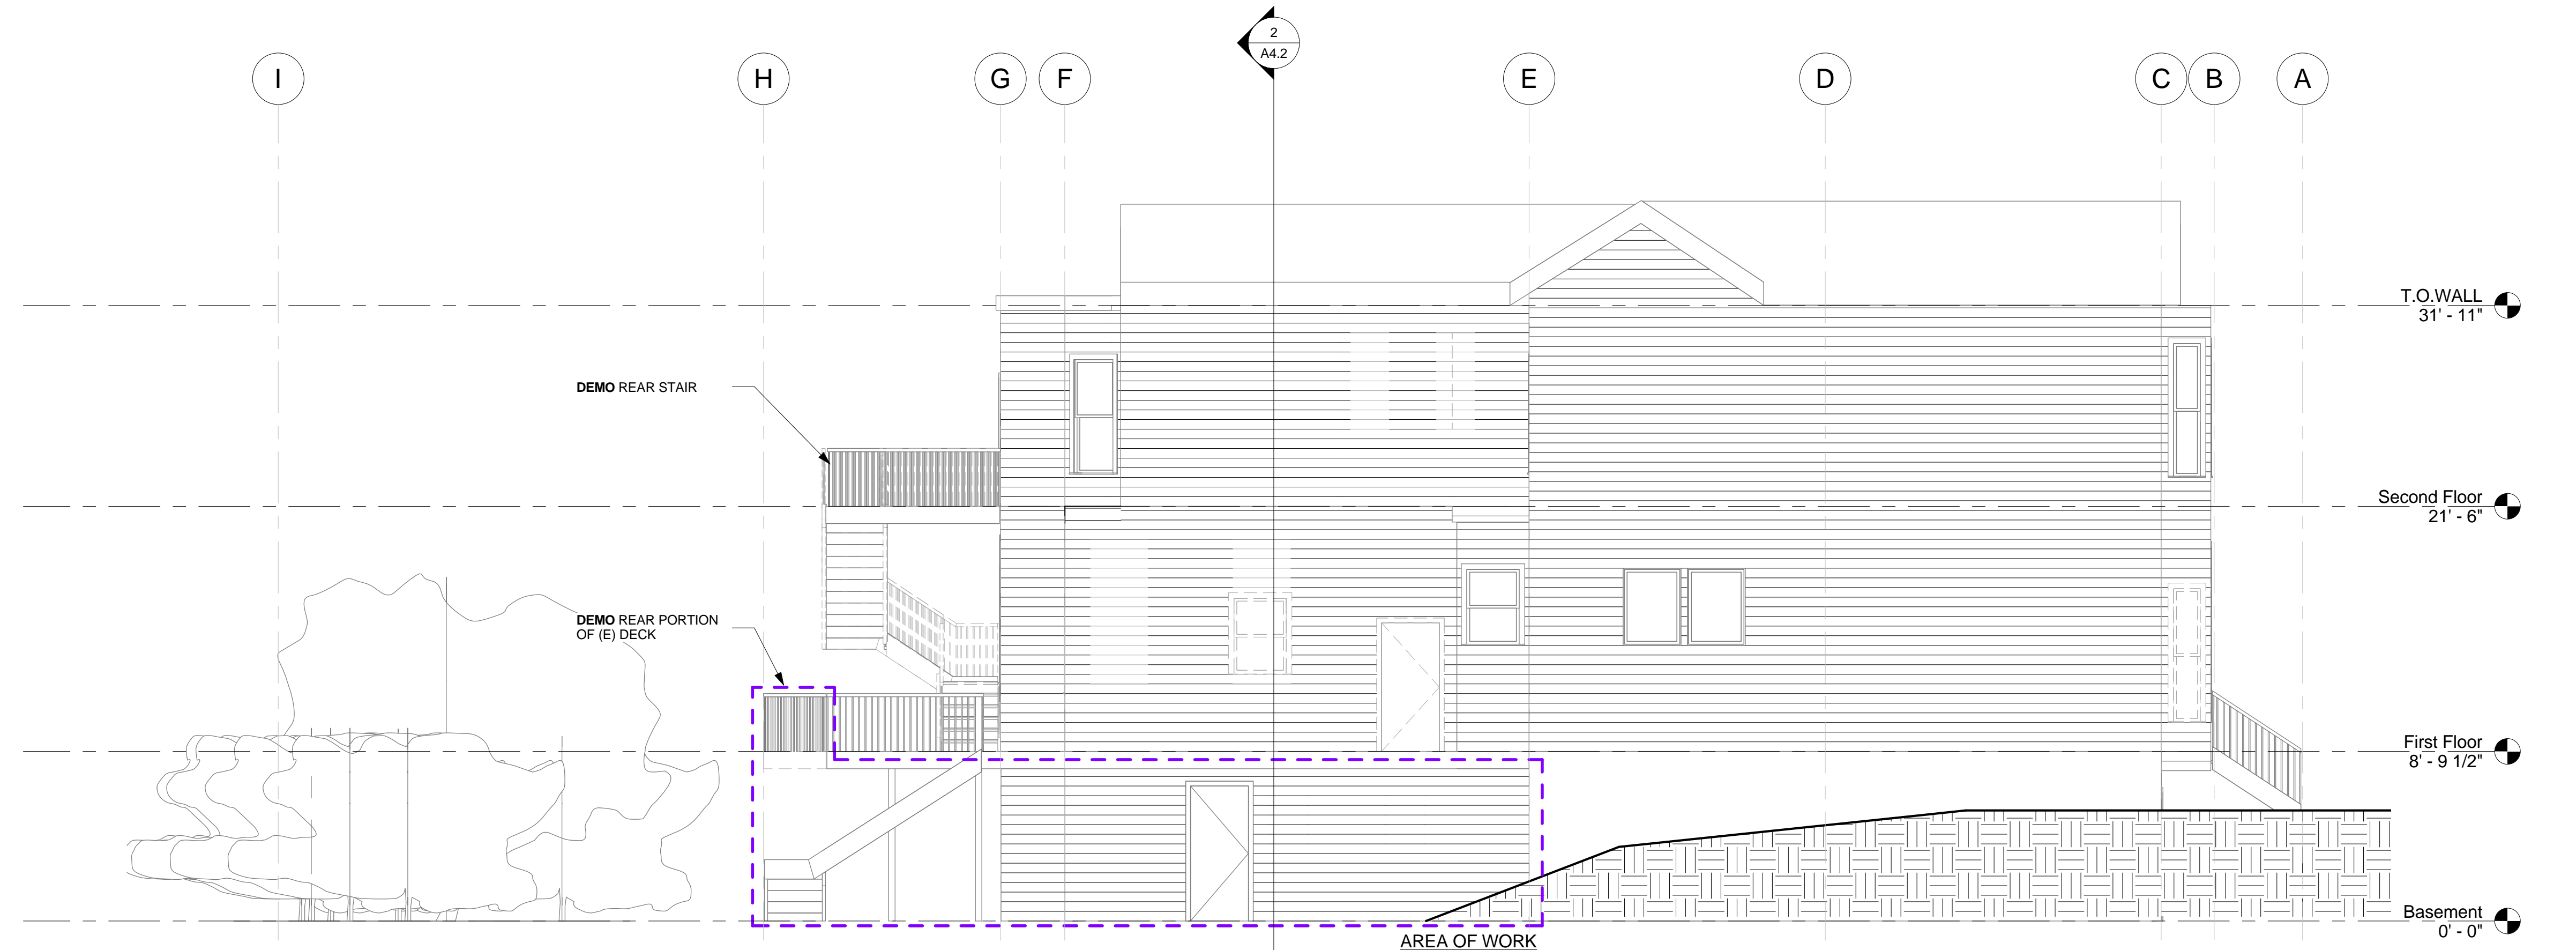 2
A4.2
I
H
G
F
E
D
C
B
A
T.O.WALL
31' - 11"
DEMO REAR STAIR
Second Floor
21' - 6"
DEMO REAR PORTION
OF (E) DECK
First Floor
8' - 9 1/2"
Basement
0' - 0"
AREA OF WORK